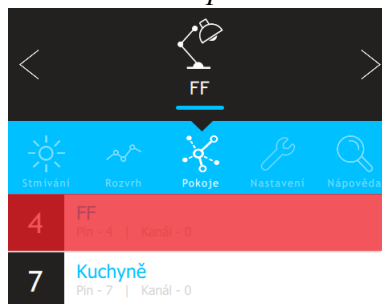 FF
Stmívání Rozvrh Pokoje Nastavení Nápověda
4 FF
Pin - 4 | Kanál - 0
7 Kuchyně
Pin - 7 | Kanál - 0